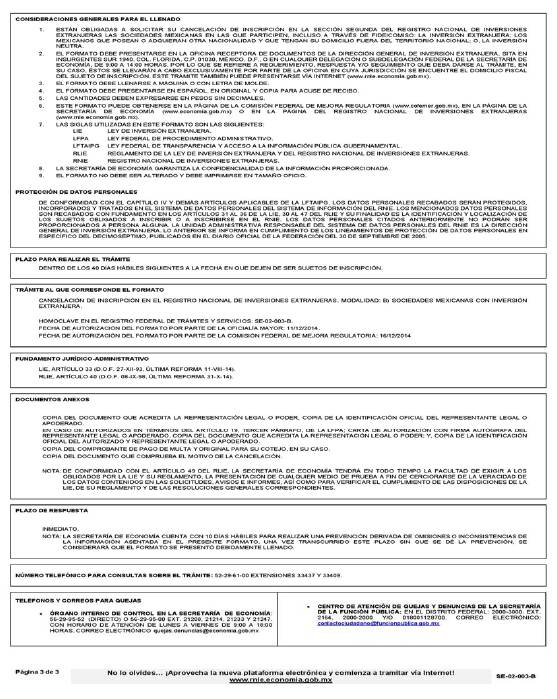 CONSIDERACIONES GENERALES PARA EL LLENADO
1. ESTÁN OBLIGADAS A SOLICITAR SU CANCELACIÓN DE INSCRIPCIÓN EN LA SECCIÓN SEGUNDA DEL REGISTRO NACIONAL DE INVERSIONES
EXTRANJERAS LAS SOCIEDADES MEXICANAS EN LAS QUE PARTICIPEN, INCLUSO A TRAVÉS DE FIDEICOMISO: LA INVERSIÓN EXTRANJERA; LOS
MEXICANOS QUE POSEAN O ADQUIERAN OTRA NACIONALIDAD Y QUE TENGAN SU DOMICILIO FUERA DEL TERRITORIO NACIONAL; O, LA INVERSIÓN
NEUTRA.
2. EL FORMATO DEBE PRESENTARSE EN LA OFICINA RECEPTORA DE DOCUMENTOS DE LA DIRECCIÓN GENERAL DE INVERSIÓN EXTRANJERA, SITA EN
INSURGENTES SUR 1940, COL. FLORIDA, C.P. 01030, MÉXICO, D.F., O EN CUALQUIER DELEGACIÓN O SUBDELEGACIÓN FEDERAL DE LA SECRETARÍA DE
ECONOMÍA, DE 9:00 A 14:00 HORAS. POR LO QUE SE REFIERE A REQUERIMIENTO, RESPUESTA Y/O SEGUIMIENTO QUE DEBA DARSE AL TRÁMITE, EN
SU CASO, ÉSTOS SE LLEVARÁN A CABO EXCLUSIVAMENTE POR PARTE DE LA OFICINA EN CUYA JURISDICCIÓN SE ENCUENTRE EL DOMICILIO FISCAL
DEL SUJETO DE INSCRIPCIÓN. ESTE TRÁMITE TAMBIÉN PUEDE PRESENTARSE VÍA INTERNET (www.rnie.economia.gob.mx).
3. EL FORMATO DEBE LLENARSE A MÁQUINA O CON LETRA DE MOLDE.
4. EL FORMATO DEBE PRESENTARSE EN ESPAÑOL, EN ORIGINAL Y COPIA PARA ACUSE DE RECIBO.
5. LAS CANTIDADES DEBEN EXPRESARSE EN PESOS SIN DECIMALES.
6. ESTE FORMATO PUEDE OBTENERSE EN LA PÁGINA DE LA COMISIÓN FEDERAL DE MEJORA REGULATORIA (www.cofemer.gob.mx), EN LA PÁGINA DE LA
SECRETARÍA DE ECONOMÍA (www.economia.gob.mx) O EN LA PÁGINA DEL REGISTRO NACIONAL DE INVERSIONES EXTRANJERAS
(www.rnie.economia.gob.mx).
7. LAS SIGLAS UTILIZADAS EN ESTE FORMATO SON LAS SIGUIENTES:
LIE LEY DE INVERSIÓN EXTRANJERA.
LFPA LEY FEDERAL DE PROCEDIMIENTO ADMINISTRATIVO.
LFTAIPG LEY FEDERAL DE TRANSPARENCIA Y ACCESO A LA INFORMACIÓN PÚBLICA GUBERNAMENTAL.
RLIE REGLAMENTO DE LA LEY DE INVERSIÓN EXTRANJERA Y DEL REGISTRO NACIONAL DE INVERSIONES EXTRANJERAS.
RNIE REGISTRO NACIONAL DE INVERSIONES EXTRANJERAS.
8. LA SECRETARÍA DE ECONOMÍA GARANTIZA LA CONFIDENCIALIDAD DE LA INFORMACIÓN PROPORCIONADA.
9. EL FORMATO NO DEBE SER ALTERADO Y DEBE IMPRIMIRSE EN TAMAÑO OFICIO.
PROTECCIÓN DE DATOS PERSONALES
DE CONFORMIDAD CON EL CAPÍTULO IV Y DEMÁS ARTÍCULOS APLICABLES DE LA LFTAIPG, LOS DATOS PERSONALES RECABADOS SERÁN PROTEGIDOS,
INCORPORADOS Y TRATADOS EN EL SISTEMA DE DATOS PERSONALES DEL SISTEMA DE INFORMACIÓN DEL RNIE. LOS MENCIONADOS DATOS PERSONALES
SON RECABADOS CON FUNDAMENTO EN LOS ARTÍCULOS 31 AL 36 DE LA LIE, 30 AL 47 DEL RLIE Y SU FINALIDAD ES LA IDENTIFICACIÓN Y LOCALIZACIÓN DE
LOS SUJETOS OBLIGADOS A INSCRIBIR O A INSCRIBIRSE EN EL RNIE. LOS DATOS PERSONALES CITADOS ANTERIORMENTE NO PODRÁN SER
PROPORCIONADOS A PERSONA ALGUNA. LA UNIDAD ADMINISTRATIVA RESPONSABLE DEL SISTEMA DE DATOS PERSONALES DEL RNIE ES LA DIRECCIÓN
GENERAL DE INVERSIÓN EXTRANJERA. LO ANTERIOR SE INFORMA EN CUMPLIMIENTO DE LOS LINEAMIENTOS DE PROTECCIÓN DE DATOS PERSONALES EN
ESPECÍFICO DEL DECIMOSÉPTIMO, PUBLICADOS EN EL DIARIO OFICIAL DE LA FEDERACIÓN DEL 30 DE SEPTIEMBRE DE 2005.
PLAZO PARA REALIZAR EL TRÁMITE
DENTRO DE LOS 40 DÍAS HÁBILES SIGUIENTES A LA FECHA EN QUE DEJEN DE SER SUJETOS DE INSCRIPCIÓN.
TRÁMITE AL QUE CORRESPONDE EL FORMATO
CANCELACIÓN DE INSCRIPCIÓN EN EL REGISTRO NACIONAL DE INVERSIONES EXTRANJERAS. MODALIDAD: B) SOCIEDADES MEXICANAS CON INVERSIÓN
EXTRANJERA.
HOMOCLAVE EN EL REGISTRO FEDERAL DE TRÁMITES Y SERVICIOS: SE-02-003-B.
FECHA DE AUTORIZACIÓN DEL FORMATO POR PARTE DE LA OFICIALÍA MAYOR: 11/12/2014.
FECHA DE AUTORIZACIÓN DEL FORMATO POR PARTE DE LA COMISIÓN FEDERAL DE MEJORA REGULATORIA: 16/12/2014
FUNDAMENTO JURÍDICO-ADMINISTRATIVO
LIE, ARTÍCULO 33 (D.O.F. 27-XII-93, ÚLTIMA REFORMA 11-VIII-14).
RLIE, ARTÍCULO 40 (D.O.F. 08-IX-98, ÚLTIMA REFORMA 31-X-14).
DOCUMENTOS ANEXOS
COPIA DEL DOCUMENTO QUE ACREDITA LA REPRESENTACIÓN LEGAL O PODER, COPIA DE LA IDENTIFICACIÓN OFICIAL DEL REPRESENTANTE LEGAL O
APODERADO.
EN CASO DE AUTORIZADOS EN TÉRMINOS DEL ARTÍCULO 19, TERCER PÁRRAFO, DE LA LFPA: CARTA DE AUTORIZACIÓN CON FIRMA AUTÓGRAFA DEL
REPRESENTANTE LEGAL O APODERADO, COPIA DEL DOCUMENTO QUE ACREDITA LA REPRESENTACIÓN LEGAL O PODER; Y, COPIA DE LA IDENTIFICACIÓN
OFICIAL DEL AUTORIZADO Y REPRESENTANTE LEGAL O APODERADO.
COPIA DEL COMPROBANTE DE PAGO DE MULTA Y ORIGINAL PARA SU COTEJO, EN SU CASO.
COPIA DEL DOCUMENTO QUE COMPRUEBA EL MOTIVO DE LA CANCELACIÓN.
NOTA: DE CONFORMIDAD CON EL ARTÍCULO 49 DEL RLIE, LA SECRETARÍA DE ECONOMÍA TENDRÁ EN TODO TIEMPO LA FACULTAD DE EXIGIR A LOS
OBLIGADOS POR LA LIE Y SU REGLAMENTO, LA PRESENTACIÓN DE CUALQUIER MEDIO DE PRUEBA A FIN DE CERCIORARSE DE LA VERACIDAD DE
LOS DATOS CONTENIDOS EN LAS SOLICITUDES, AVISOS E INFORMES, ASÍ COMO PARA VERIFICAR EL CUMPLIMIENTO DE LAS DISPOSICIONES DE LA
LIE, DE SU REGLAMENTO Y DE LAS RESOLUCIONES GENERALES CORRESPONDIENTES.
PLAZO DE RESPUESTA
INMEDIATO.
NOTA: LA SECRETARÍA DE ECONOMÍA CUENTA CON 10 DÍAS HÁBILES PARA REALIZAR UNA PREVENCIÓN DERIVADA DE OMISIONES O INCONSISTENCIAS DE
LA INFORMACIÓN ASENTADA EN EL PRESENTE FORMATO, UNA VEZ TRANSCURRIDO ESTE PLAZO SIN QUE SE DÉ LA PREVENCIÓN, SE
CONSIDERARÁ QUE EL FORMATO SE PRESENTÓ DEBIDAMENTE LLENADO.
NÚMERO TELEFÓNICO PARA CONSULTAS SOBRE EL TRÁMITE: 52-29-61-00 EXTENSIONES 33437 Y 33409.
TELÉFONOS Y CORREOS PARA QUEJAS
• ÓRGANO INTERNO DE CONTROL EN LA SECRETARÍA DE ECONOMÍA:
56-29-95-52 (DIRECTO) O 56-29-95-00 EXT. 21200, 21214, 21233 Y 21247.
CON HORARIO DE ATENCIÓN DE LUNES A VIERNES DE 9:00 A 18:00
HORAS. CORREO ELECTRÓNICO quejas.denuncias@economia.gob.mx
• CENTRO DE ATENCIÓN DE QUEJAS Y DENUNCIAS DE LA SECRETARÍA
DE LA FUNCIÓN PÚBLICA; EN EL DISTRITO FEDERAL: 2000-3000, EXT.
2164, 2000-2000 Y/O 018001128700. CORREO ELECTRÓNICO:
contactociudadano@funcionpublica.gob.mx
Página 3 de 3
No lo olvides... ¡Aprovecha la nueva plataforma electrónica y comienza a tramitar vía Internet!
www.rnie.economia.gob.mx
SE-02-003-B